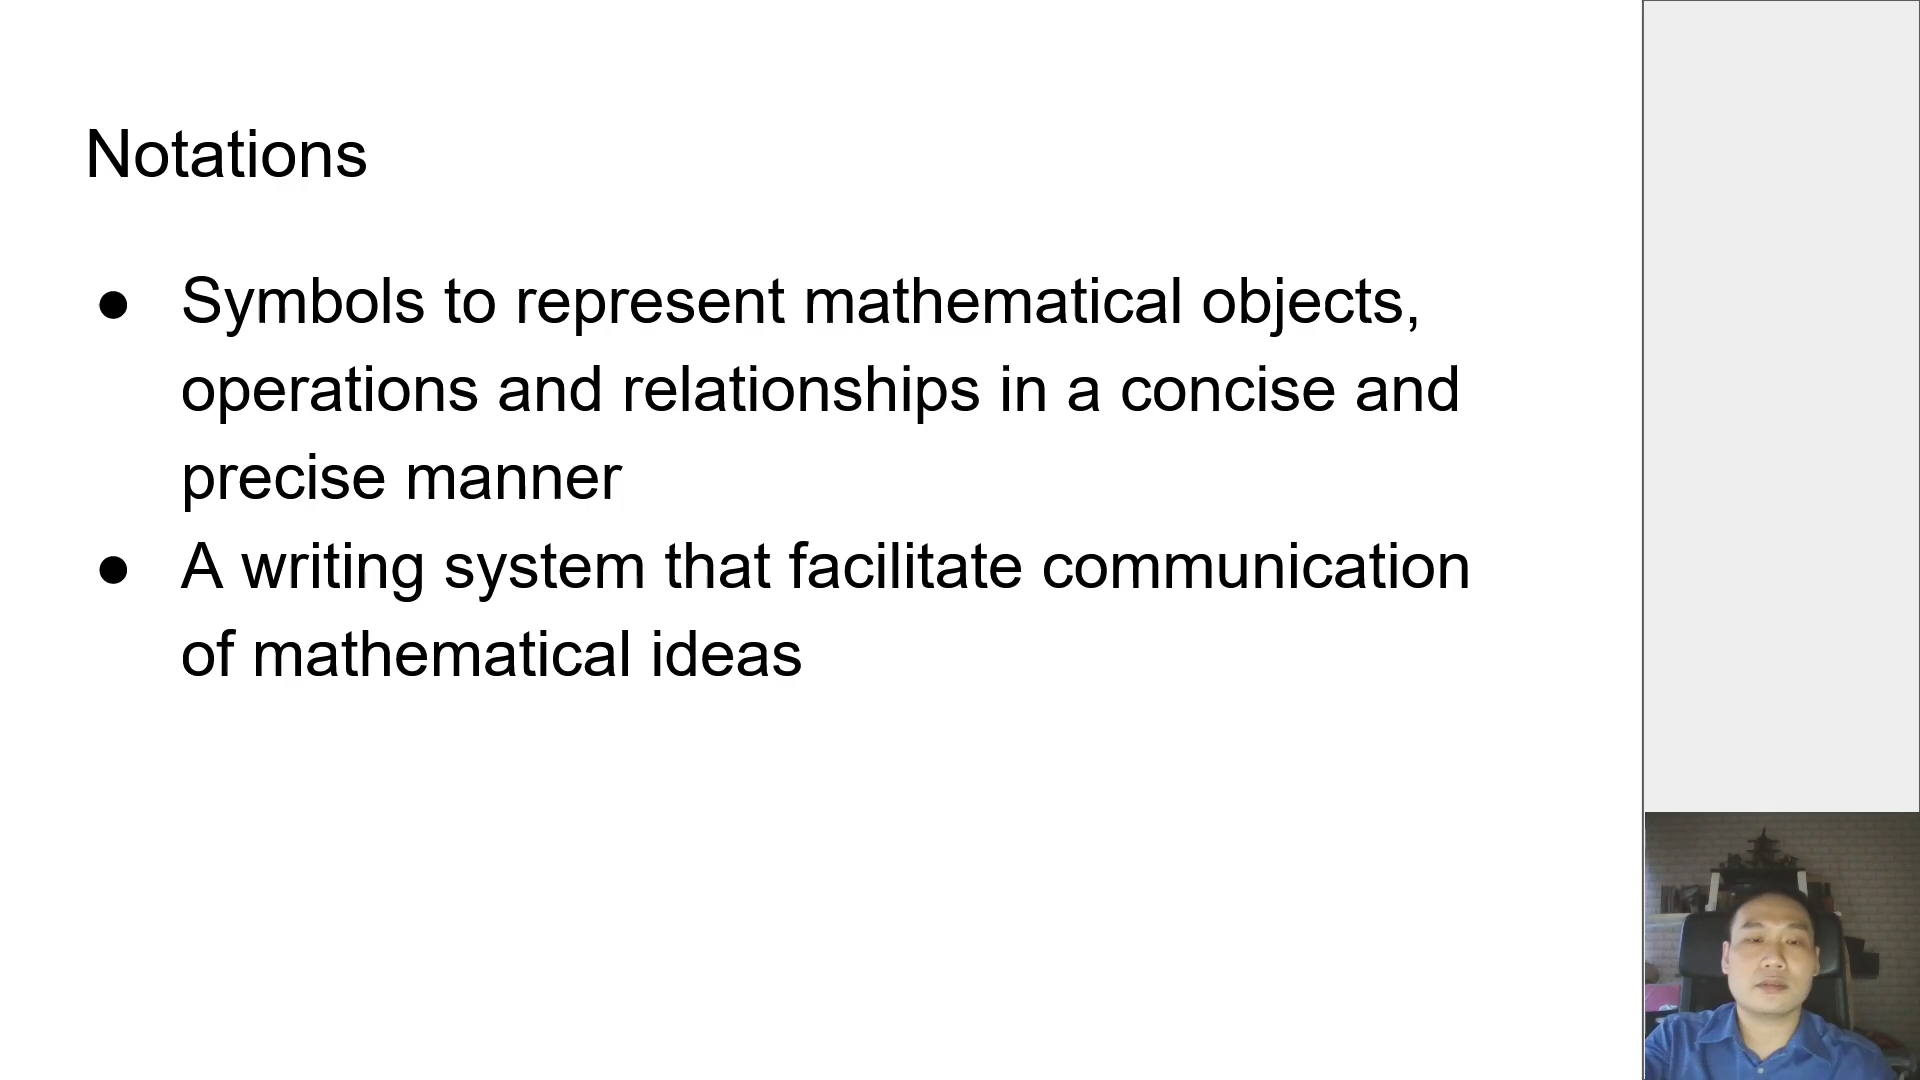 Notations
● Symbols to represent mathematical objects,
operations and relationships in a concise and
precise manner
● A writing system that facilitate communication
of mathematical ideas